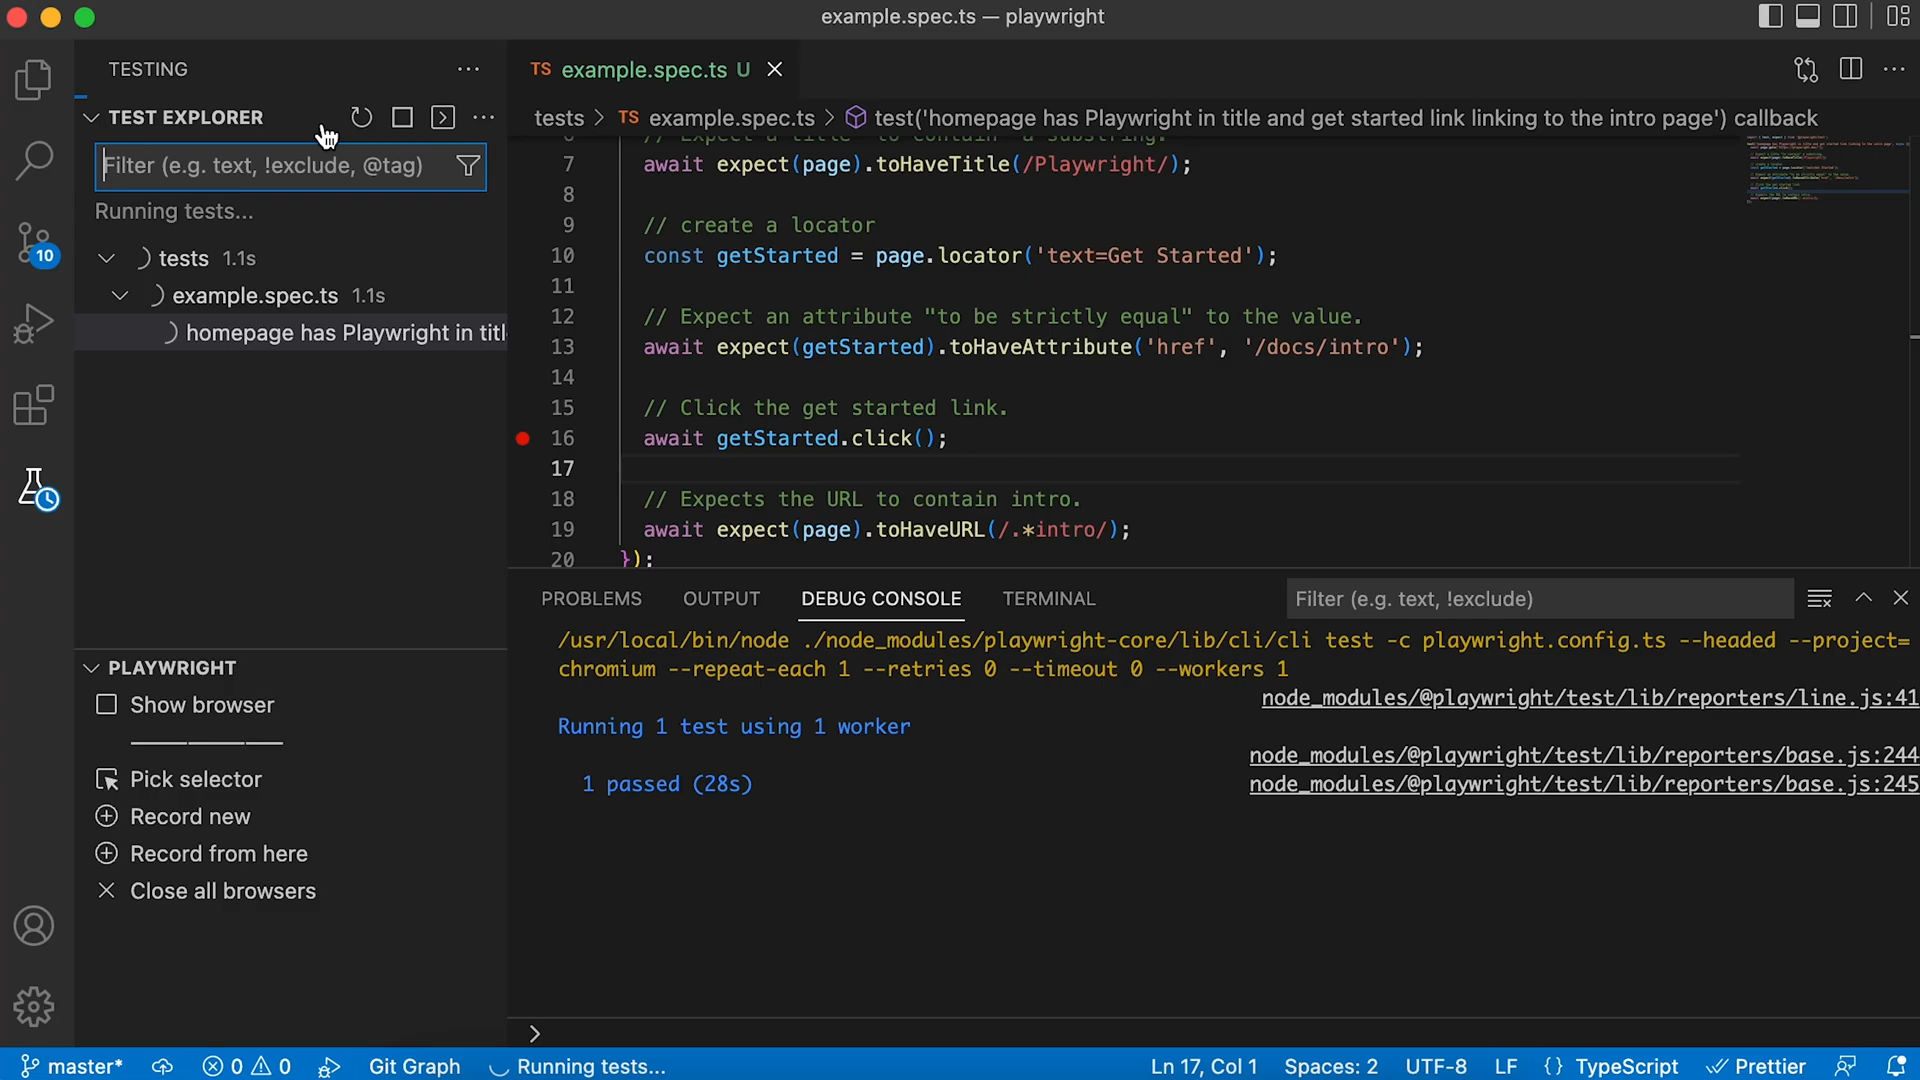 example.spec.ts — playwright
TESTING
TEST EXPLORER
Filter (e.g. text, !exclude, @tag)
Running tests...
tests 1.1s
example.spec.ts 1.1s
homepage has Playwright in titl
PLAYWRIGHT
Show browser
Pick selector
Record new
Record from here
Close all browsers
10
TS example.spec.ts U
tests > TS example.spec.ts > test('homepage has Playwright in title and get started link linking to the intro page') callback
6 // Expect a title "to contain" a substring.
7 await expect(page).toHaveTitle(/Playwright/);
8
9 // create a locator
10 const getStarted = page.locator('text=Get Started');
11
12 // Expect an attribute "to be strictly equal" to the value.
13 await expect(getStarted).toHaveAttribute('href', '/docs/intro');
14
15 // Click the get started link.
16 await getStarted.click();
17
18 // Expects the URL to contain intro.
19 await expect(page).toHaveURL(/.*intro/);
20 });
PROBLEMS OUTPUT DEBUG CONSOLE TERMINAL Filter (e.g. text, !exclude)
/usr/local/bin/node ./node_modules/playwright-core/lib/cli/cli test -c playwright.config.ts --headed --project=
chromium --repeat-each 1 --retries 0 --timeout 0 --workers 1
node_modules/@playwright/test/lib/reporters/line.js:41
Running 1 test using 1 worker
node_modules/@playwright/test/lib/reporters/base.js:244
1 passed (28s) node_modules/@playwright/test/lib/reporters/base.js:245
master* 0 0 Git Graph Running tests... Ln 17, Col 1 Spaces: 2 UTF-8 LF {} TypeScript Prettier